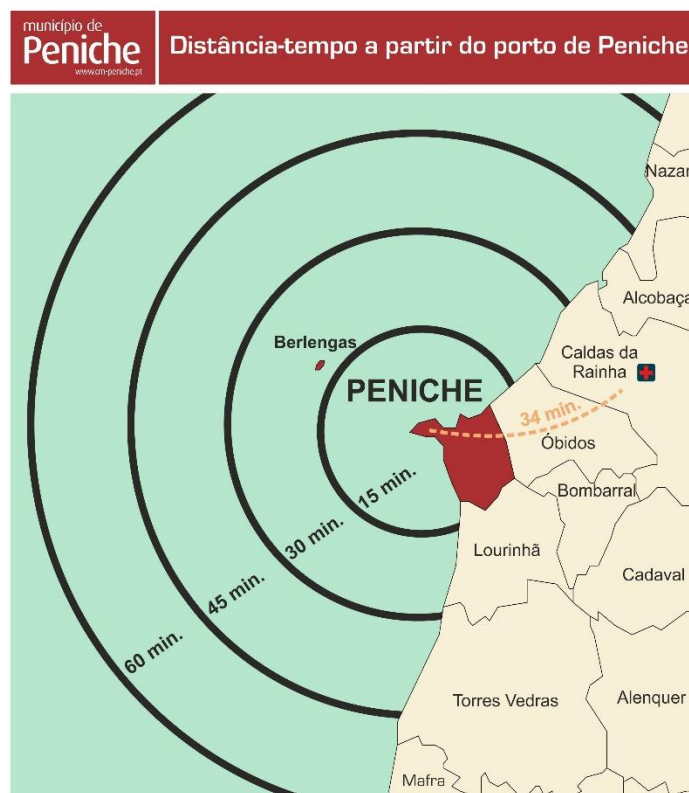 município de
Peniche
www.cm-peniche.pt
Distância-tempo a partir do porto de Peniche
Nazar
Alcobaça
Berlengas
Caldas da
Rainha
PENICHE
34 min.
Óbidos
15 min.
Bombarral
30 min.
Lourinhã
45 min.
Cadaval
60 min.
Torres Vedras
Alenquer
Mafra